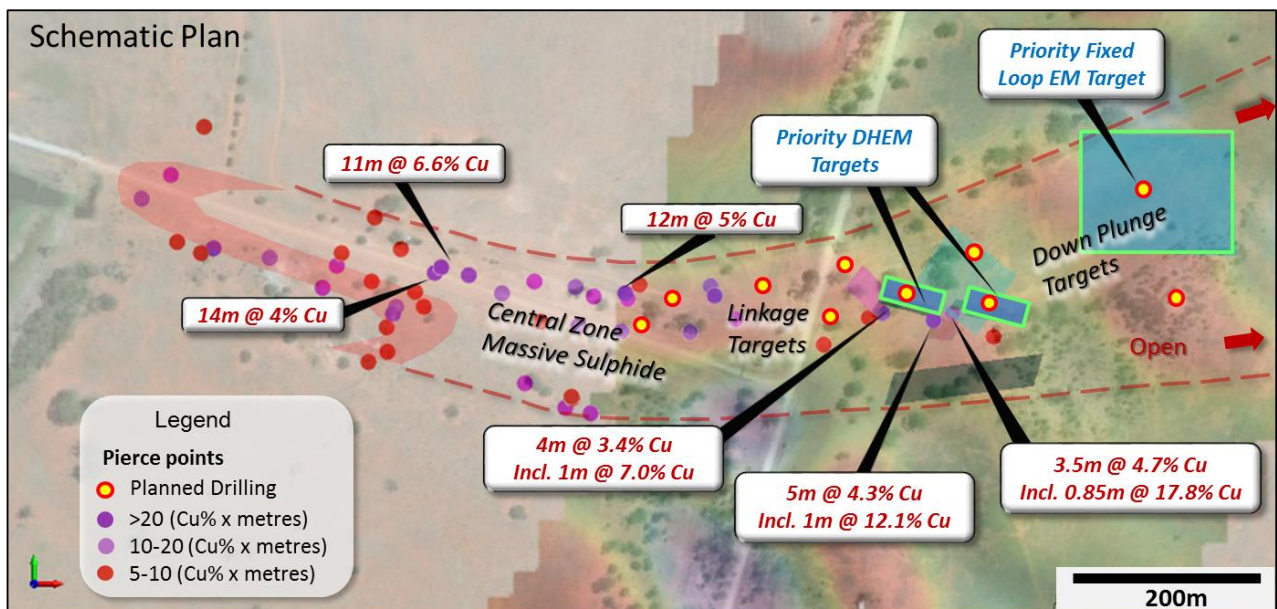 Schematic Plan
Priority Fixed
Loop EM Target
Priority DHEM
Targets
11m @ 6.6% Cu
12m @ 5% Cu
14m @ 4% Cu
Central Zone
Massive Sulphide
Linkage
Targets
Down Plunge
Targets
Open
4m @ 3.4% Cu
Incl. 1m @ 7.0% Cu
5m @ 4.3% Cu
Incl. 1m @ 12.1% Cu
3.5m @ 4.7% Cu
Incl. 0.85m @ 17.8% Cu
Legend
Pierce points
Planned Drilling
>20 (Cu% x metres)
10-20 (Cu% x metres)
5-10 (Cu% x metres)
200m